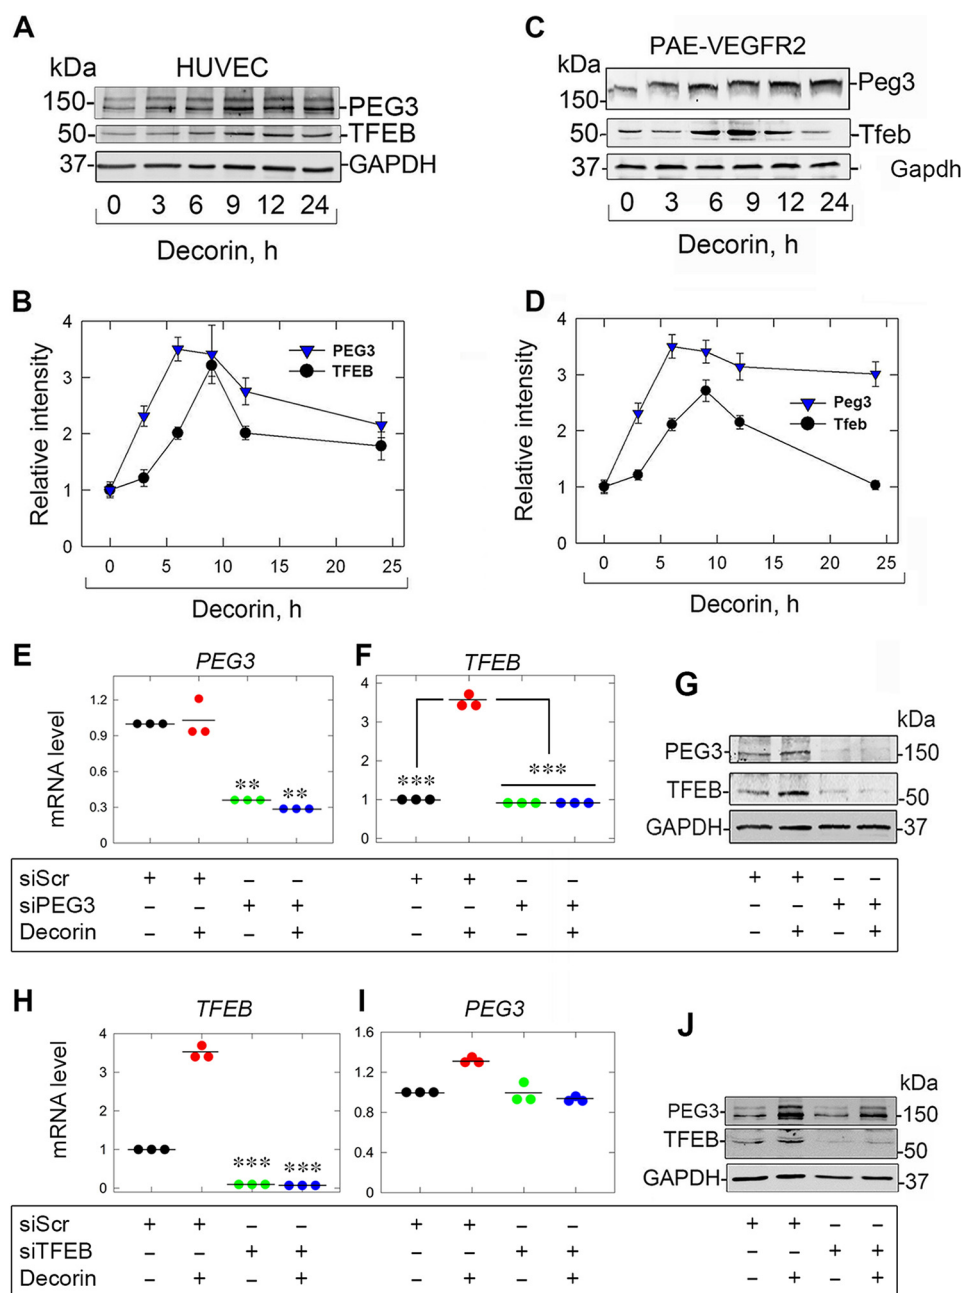 A
kDa
HUVEC
150-
-PEG3
50-
-TFEB
37-
-GAPDH
0 3 6 9 12 24
Decorin, h
C
PAE-VEGFR2
kDa
150-
-Peg3
50-
-Tfeb
37-
- Gapdh
0 3 6 9 12 24
Decorin, h
B
Relative intensity
4
3
2
1
0
PEG3
TFEB
0 5 10 15 20 25
Decorin, h
D
Relative intensity
4
3
2
1
0
Peg3
Tfeb
0 5 10 15 20 25
Decorin, h
E
PEG3
mRNA level
1.2
0.9
0.6
0.3
0
** **
F
TFEB
4
3
2
1
0
*** ***
G
kDa
PEG3 -150
TFEB -50
GAPDH -37
siScr + + – – + + – – + + – –
siPEG3 – – + + – – + + – – + +
Decorin – + – + – + – + – + – +
H
TFEB
mRNA level
4
3
2
1
0
*** ***
I
PEG3
1.6
1.2
0.8
0.4
0
J
kDa
PEG3 -150
TFEB -50
GAPDH -37
siScr + + – – + + – – + + – –
siTFEB – – + + – – + + – – + +
Decorin – + – + – + – + – + – +